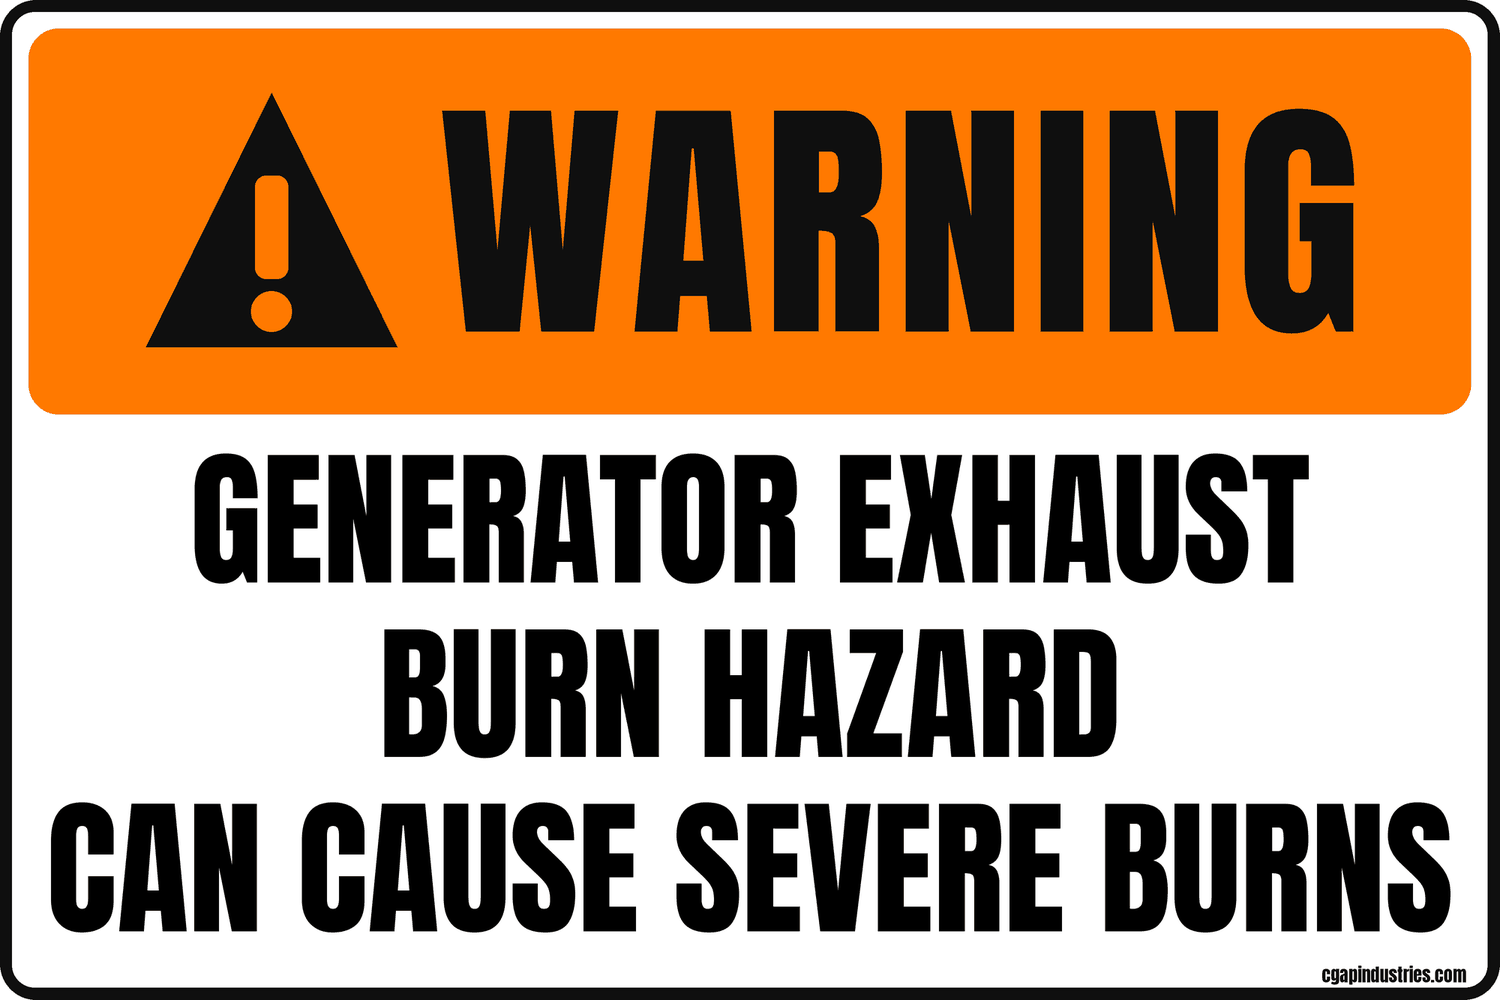 WARNING
GENERATOR EXHAUST
BURN HAZARD
CAN CAUSE SEVERE BURNS
cgapindustries.com